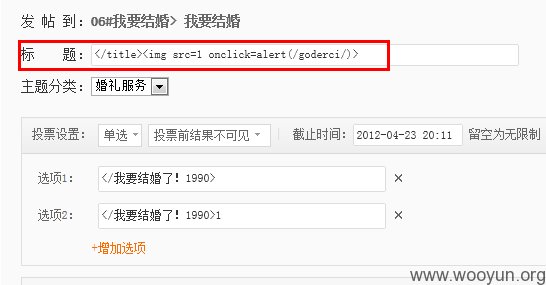 发 帖 到：06#我要结婚> 我要结婚
标 题：</title><img src=1 onclick=alert(/goderci/)>
主题分类：婚礼服务
投票设置：单选 投票前结果不可见 截止时间：2012-04-23 20:11 留空为无限制
选项1：</我要结婚了！1990> ×
选项2：</我要结婚了！1990>1 ×
+增加选项
www.wooyun.org